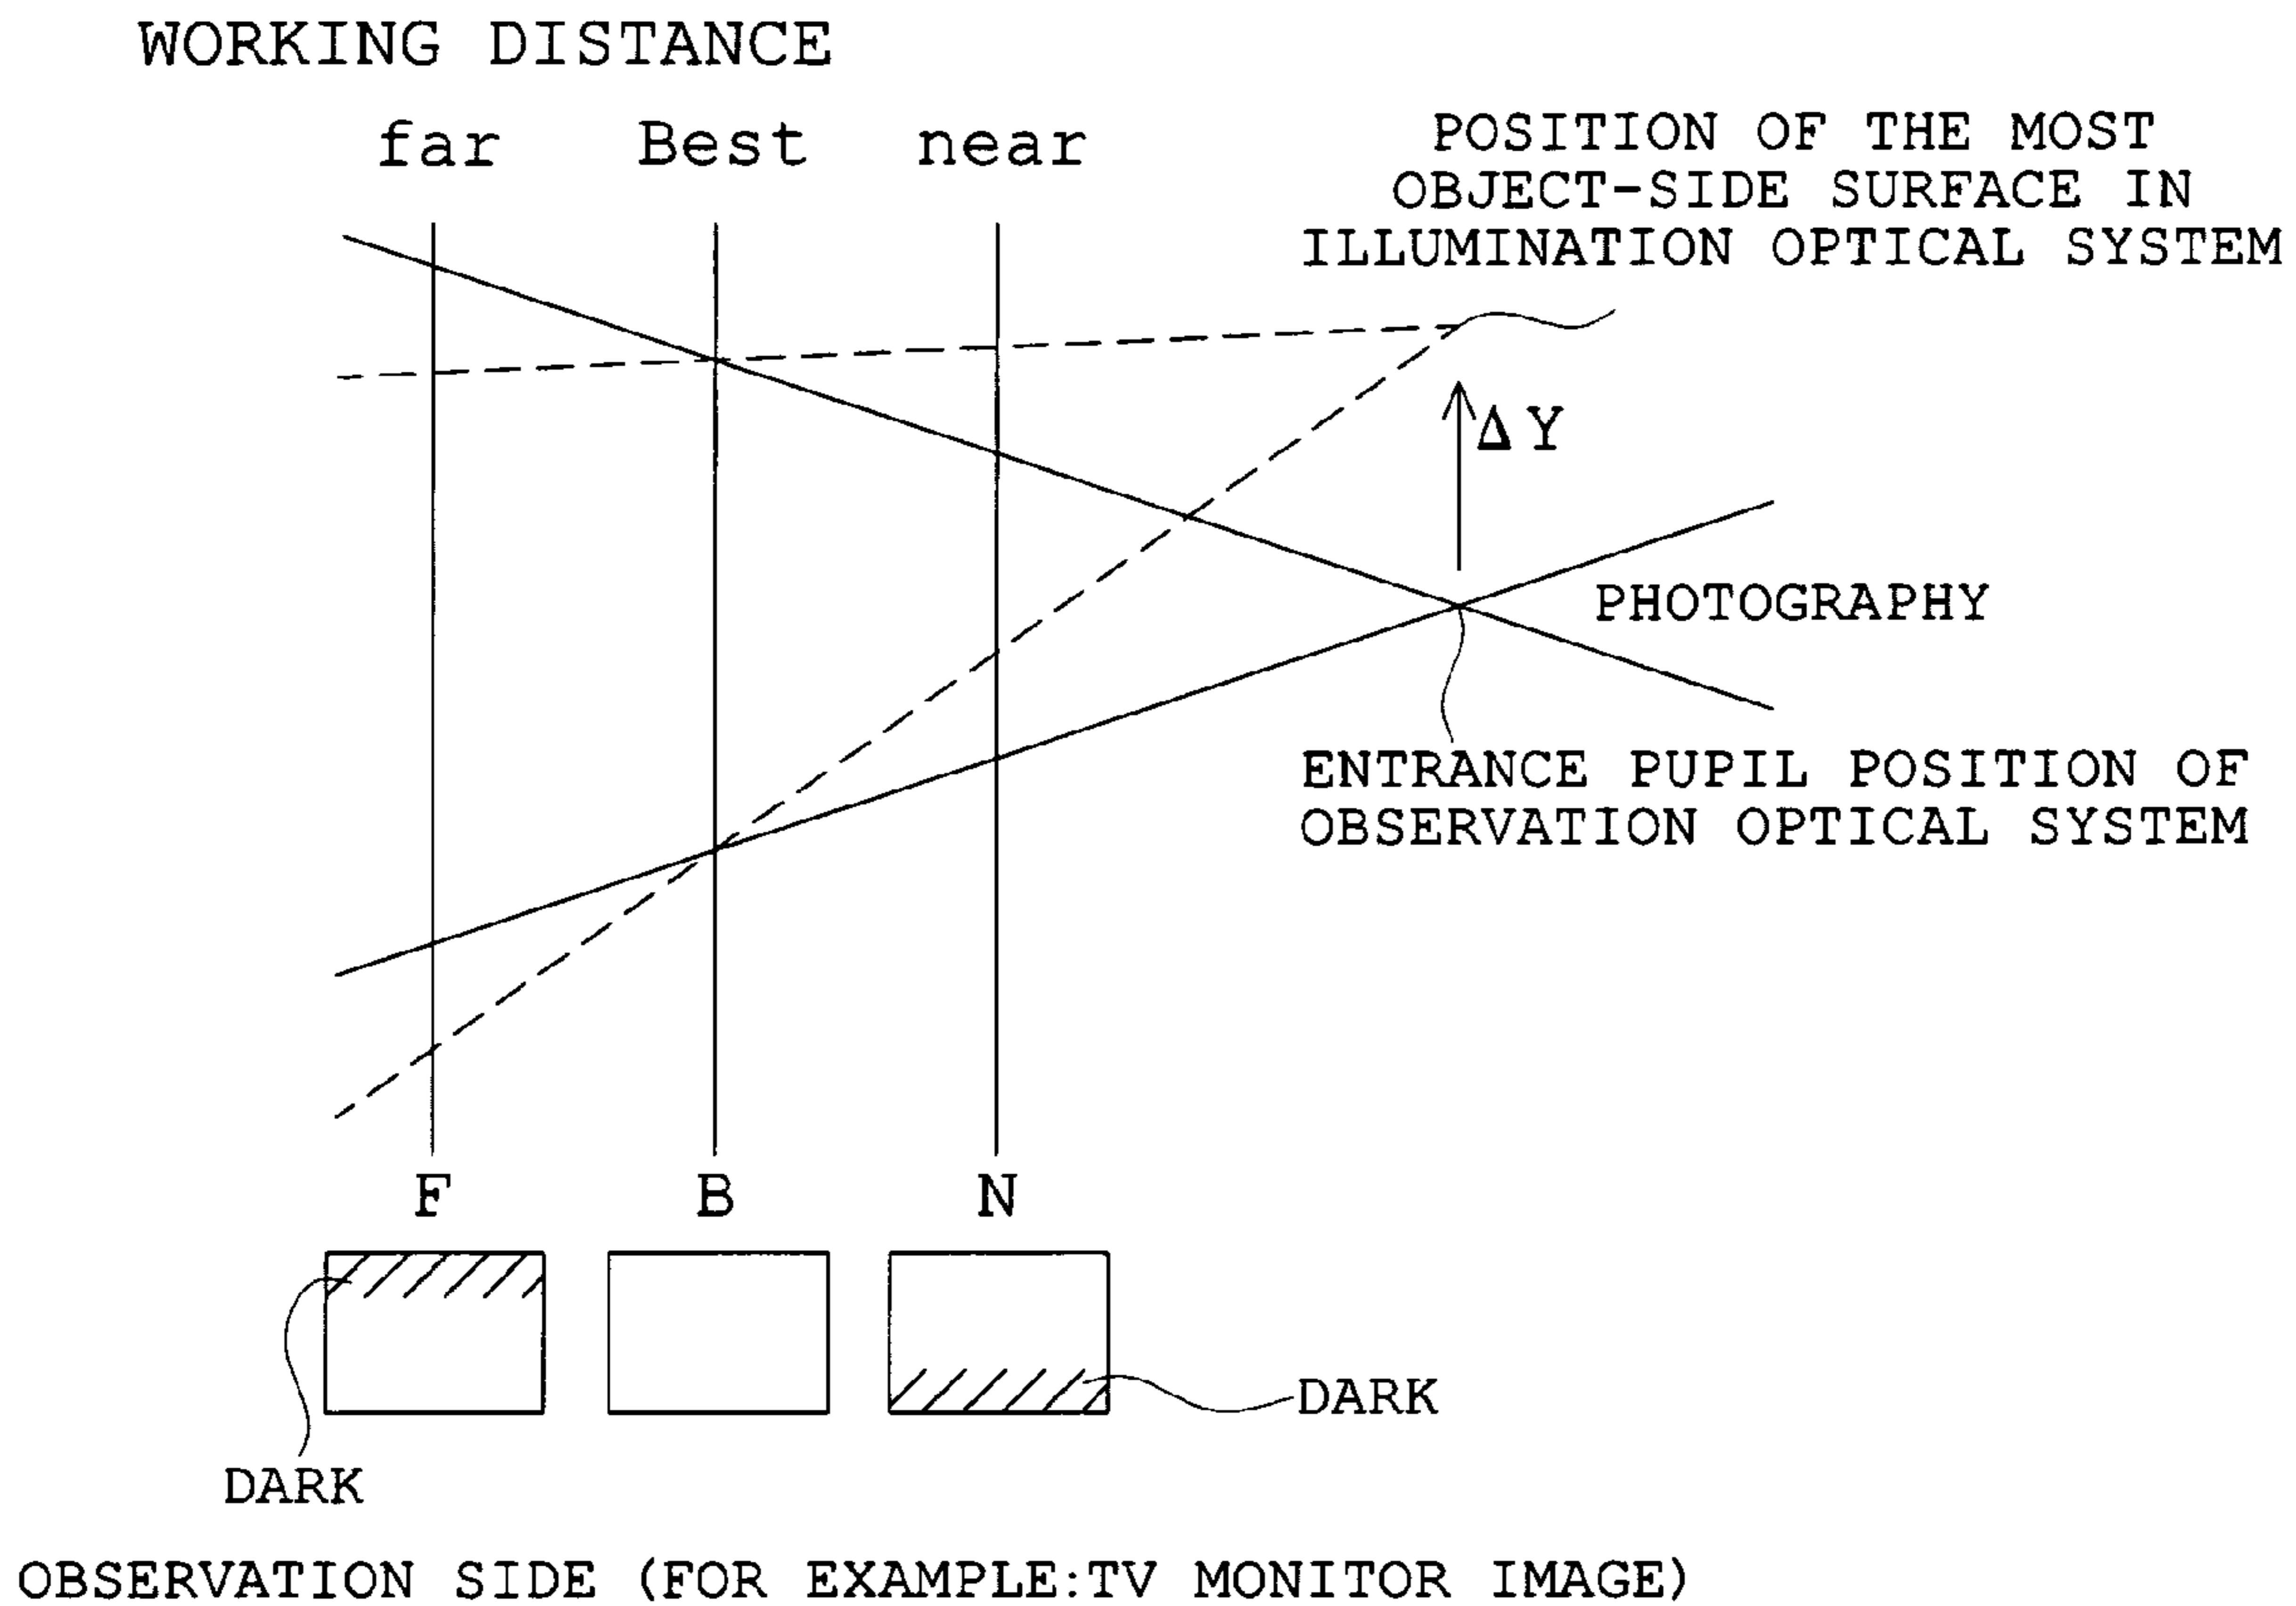 WORKING DISTANCE
far Best near
POSITION OF THE MOST
OBJECT-SIDE SURFACE IN
ILLUMINATION OPTICAL SYSTEM
ΔY
PHOTOGRAPHY
ENTRANCE PUPIL POSITION OF
OBSERVATION OPTICAL SYSTEM
F B N
DARK
DARK
OBSERVATION SIDE (FOR EXAMPLE:TV MONITOR IMAGE)